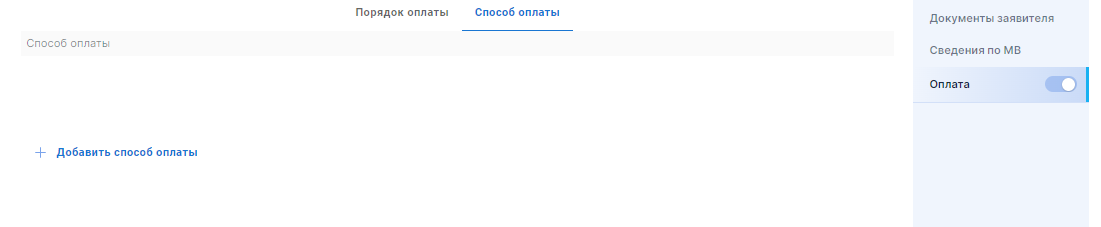 Порядок оплаты
Способ оплаты
Способ оплаты
Добавить способ оплаты
Документы заявителя
Сведения по МВ
Оплата